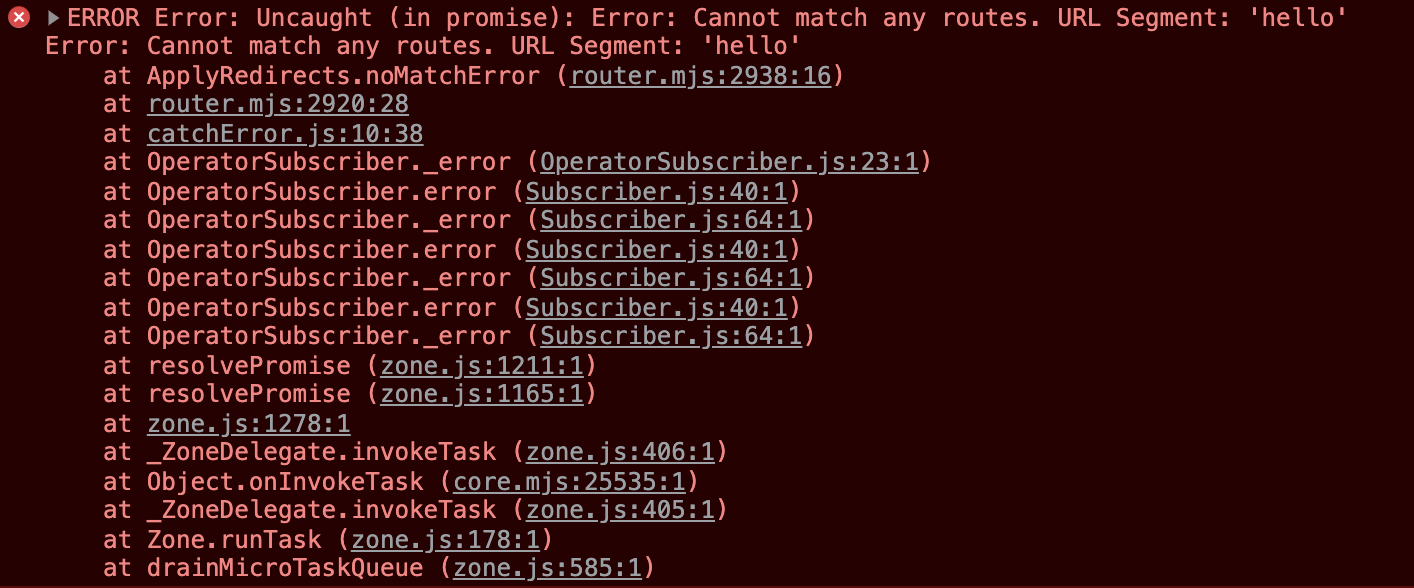 ERROR Error: Uncaught (in promise): Error: Cannot match any routes. URL Segment: 'hello'
Error: Cannot match any routes. URL Segment: 'hello'
at ApplyRedirects.noMatchError (router.mjs:2938:16)
at router.mjs:2920:28
at catchError.js:10:38
at OperatorSubscriber._error (OperatorSubscriber.js:23:1)
at OperatorSubscriber.error (Subscriber.js:40:1)
at OperatorSubscriber._error (Subscriber.js:64:1)
at OperatorSubscriber.error (Subscriber.js:40:1)
at OperatorSubscriber._error (Subscriber.js:64:1)
at OperatorSubscriber.error (Subscriber.js:40:1)
at OperatorSubscriber._error (Subscriber.js:64:1)
at resolvePromise (zone.js:1211:1)
at resolvePromise (zone.js:1165:1)
at zone.js:1278:1
at _ZoneDelegate.invokeTask (zone.js:406:1)
at Object.onInvokeTask (core.mjs:25535:1)
at _ZoneDelegate.invokeTask (zone.js:405:1)
at Zone.runTask (zone.js:178:1)
at drainMicroTaskQueue (zone.js:585:1)